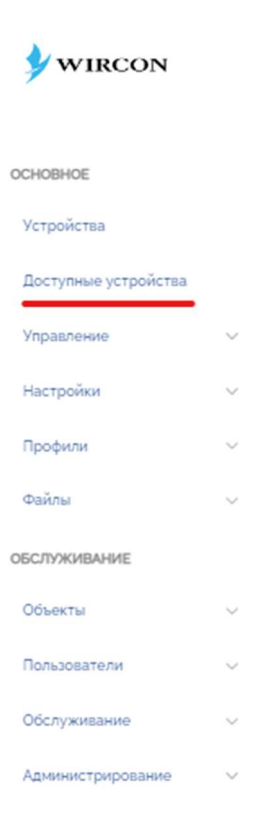 WIRCON
ОСНОВНОЕ
Устройства
Доступные устройства
Управление
Настройки
Профили
Файлы
ОБСЛУЖИВАНИЕ
Объекты
Пользователи
Обслуживание
Администрирование